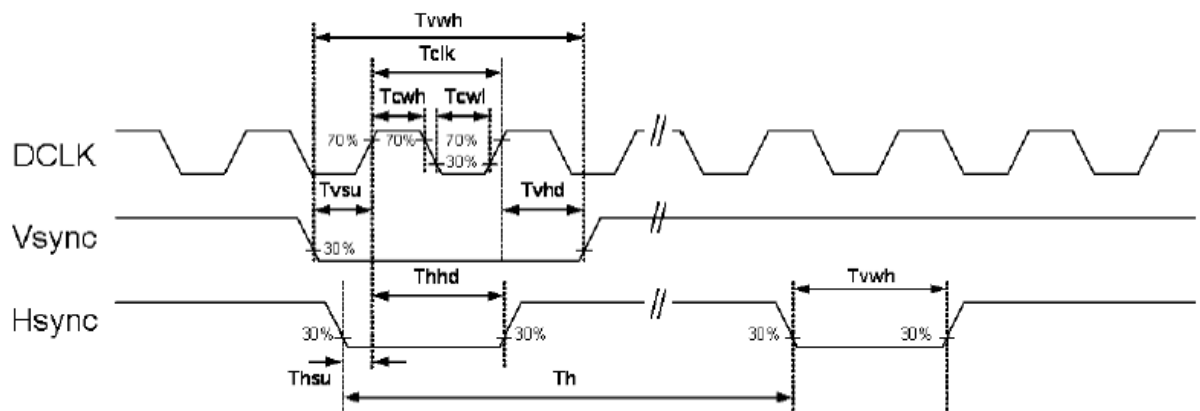 Tvwh
Tclk
Tcwh Tcwl
DCLK 70% 70% 70% //
30%
Tvsu Tvhd
Vsync //
30%
Thhd Tvwh
Hsync //
30% 30% 30% 30%
Thsu Th